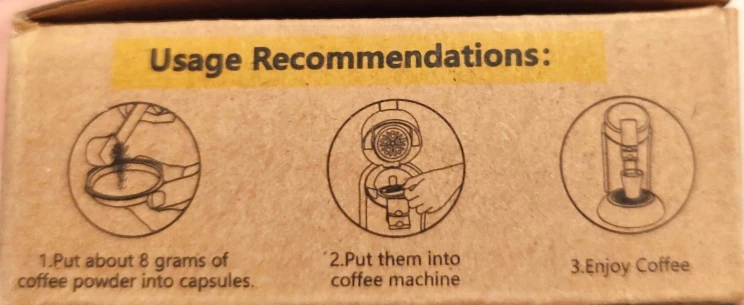 Usage Recommendations:
1.Put about 8 grams of
coffee powder into capsules.
2.Put them into
coffee machine
3.Enjoy Coffee